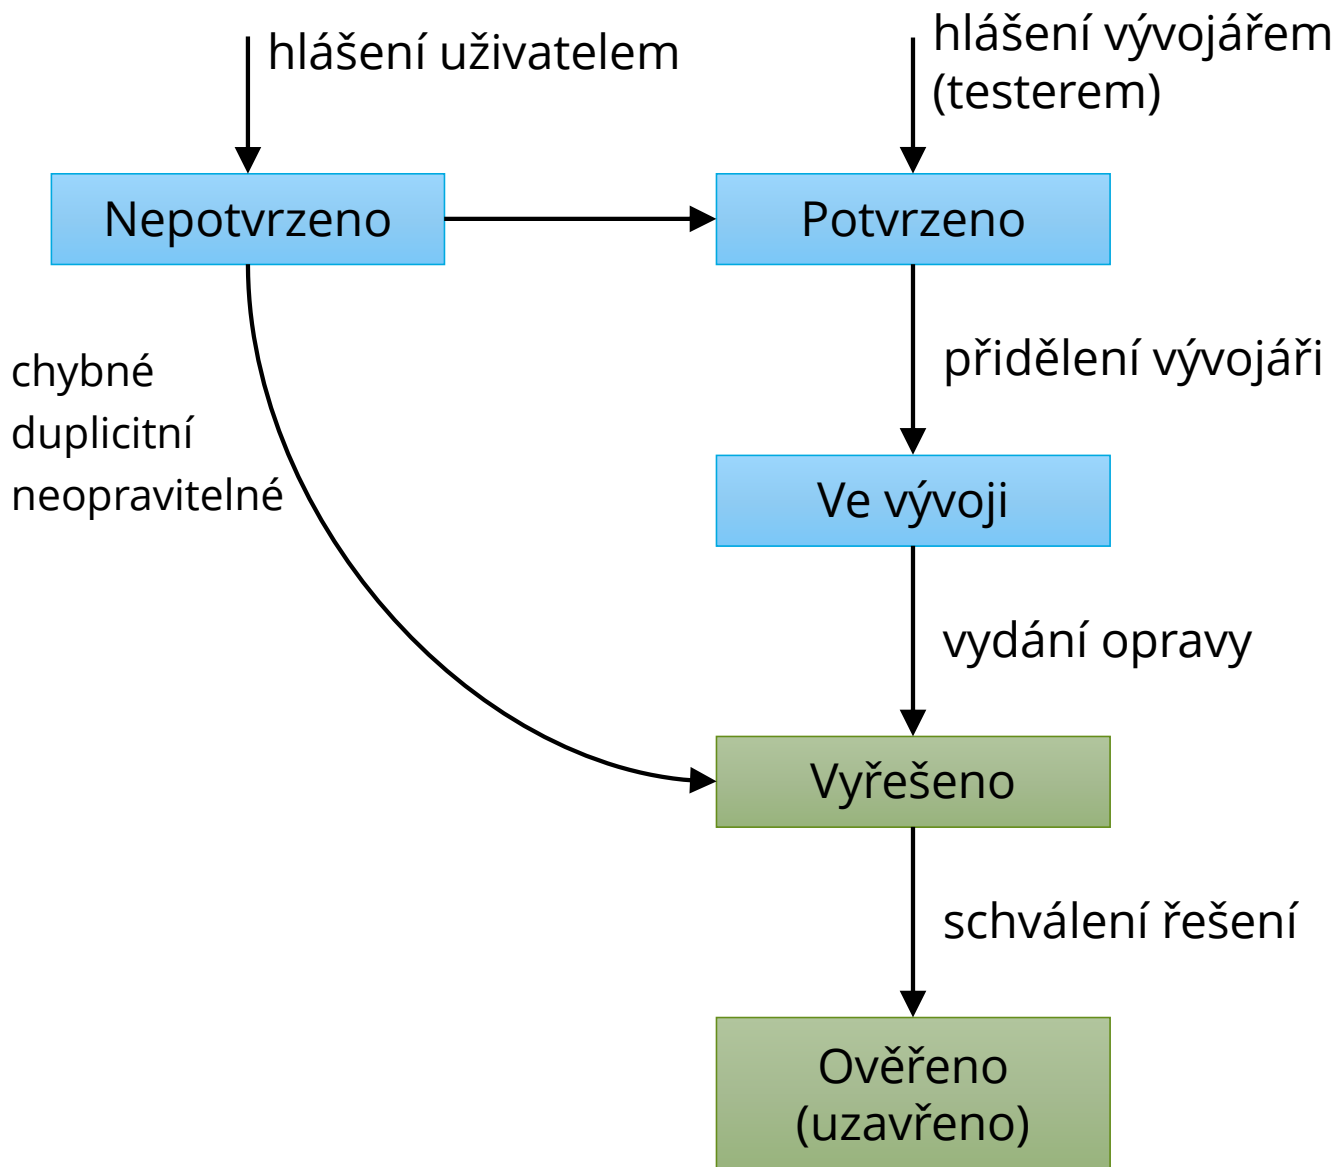 hlášení uživatelem
hlášení vývojářem
(testerem)
Nepotvrzeno
Potvrzeno
chybné
duplicitní
neopravitelné
přidělení vývojáři
Ve vývoji
vydání opravy
Vyřešeno
schválení řešení
Ověřeno
(uzavřeno)